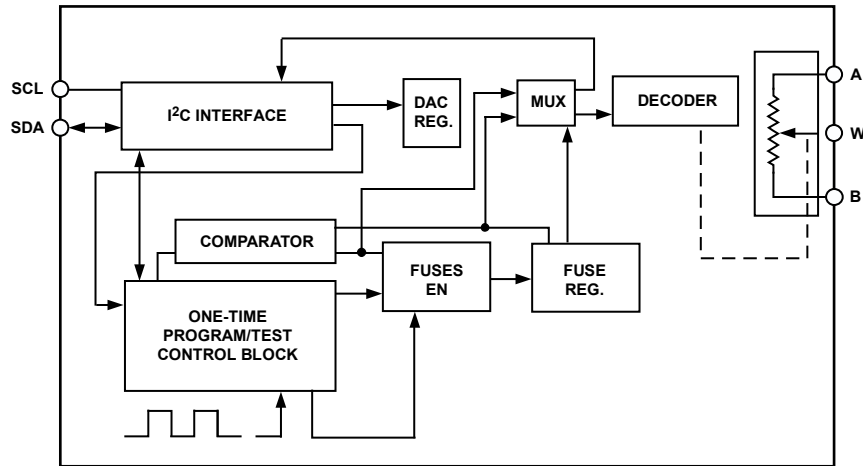 SCL
SDA
I2C INTERFACE
DAC
REG.
MUX
DECODER
A
W
B
COMPARATOR
FUSES
EN
FUSE
REG.
ONE-TIME
PROGRAM/TEST
CONTROL BLOCK